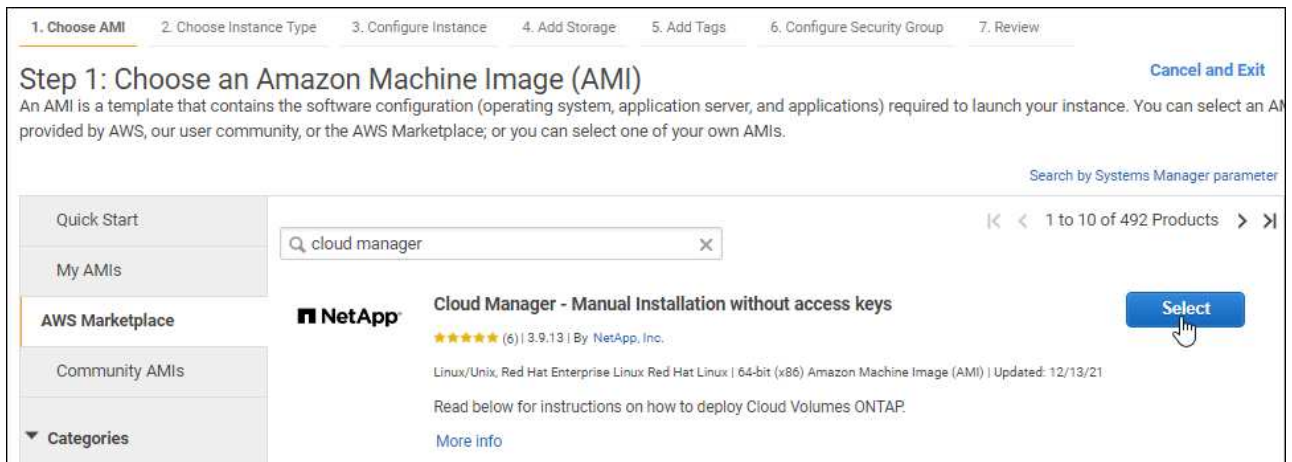 1. Choose AMI 2. Choose Instance Type 3. Configure Instance 4. Add Storage 5. Add Tags 6. Configure Security Group 7. Review
Step 1: Choose an Amazon Machine Image (AMI)
Cancel and Exit
An AMI is a template that contains the software configuration (operating system, application server, and applications) required to launch your instance. You can select an AM
provided by AWS, our user community, or the AWS Marketplace; or you can select one of your own AMIs.
Search by Systems Manager parameter
Quick Start
My AMIs
AWS Marketplace
Community AMIs
Categories
1 to 10 of 492 Products
cloud manager
NetApp
Cloud Manager - Manual Installation without access keys
(6) | 3.9.13 | By NetApp, Inc.
Linux/Unix, Red Hat Enterprise Linux Red Hat Linux | 64-bit (x86) Amazon Machine Image (AMI) | Updated: 12/13/21
Read below for instructions on how to deploy Cloud Volumes ONTAP.
More info
Select